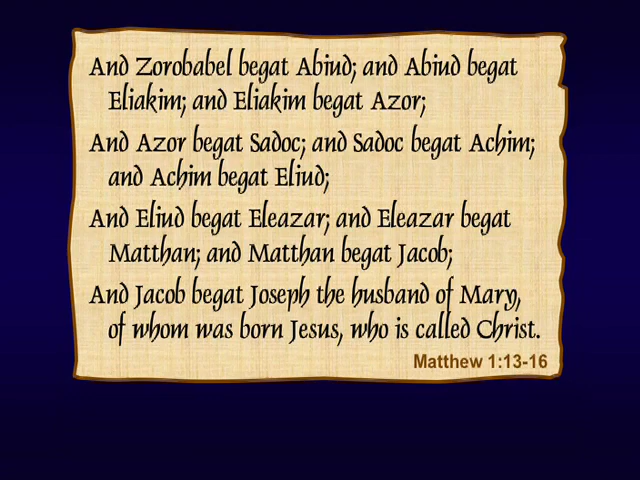 And Zorobabel begat Abiud; and Abiud begat
Eliakim; and Eliakim begat Azor;
And Azor begat Sadoc; and Sadoc begat Achim;
and Achim begat Eliud;
And Eliud begat Eleazar; and Eleazar begat
Matthan; and Matthan begat Jacob;
And Jacob begat Joseph the husband of Mary,
of whom was born Jesus, who is called Christ.
Matthew 1:13-16